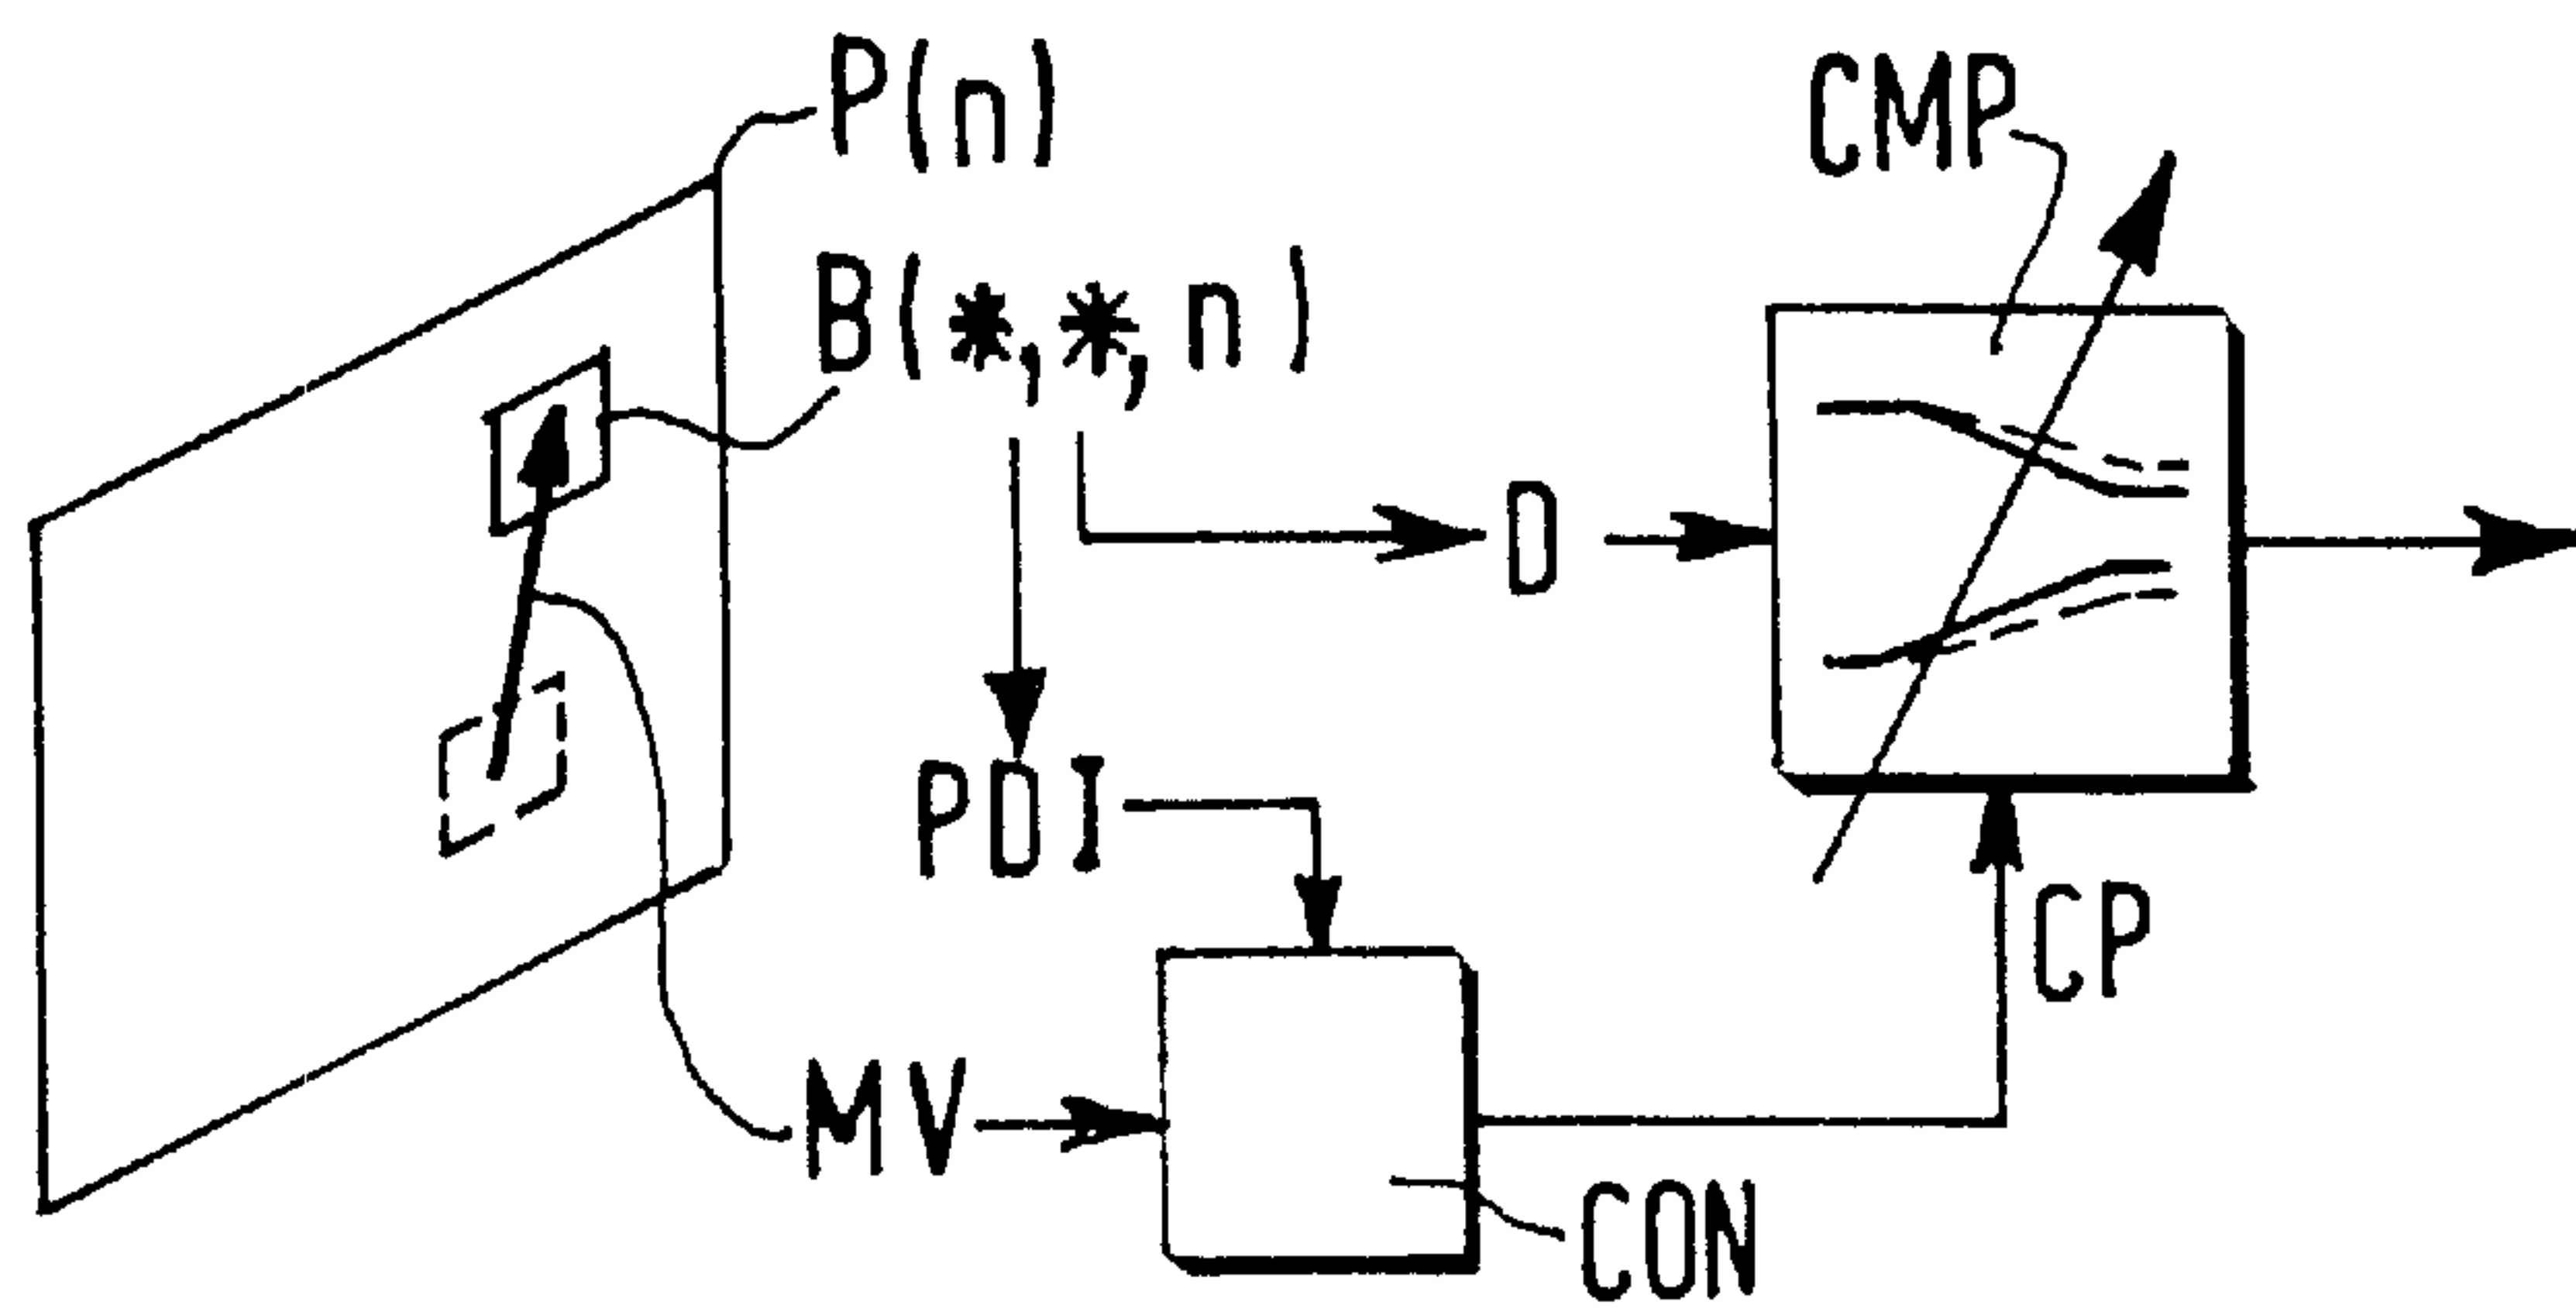 P(n)
CMP
B(*,*,n)
D
PDI
CP
MV
CON